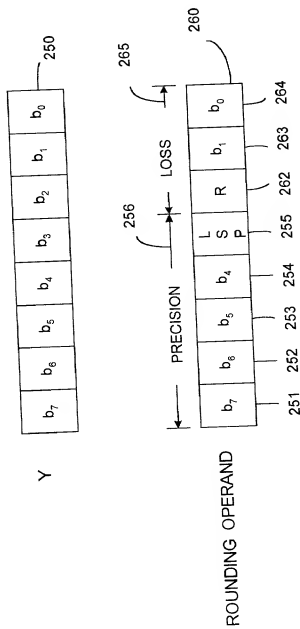 250
Y b₇ b₆ b₅ b₄ b₃ b₂ b₁ b₀
256 265
PRECISION LOSS
260
ROUNDING OPERAND b₇ b₆ b₅ b₄ LSP R b₁ b₀
251 252 253 254 255 262 263 264